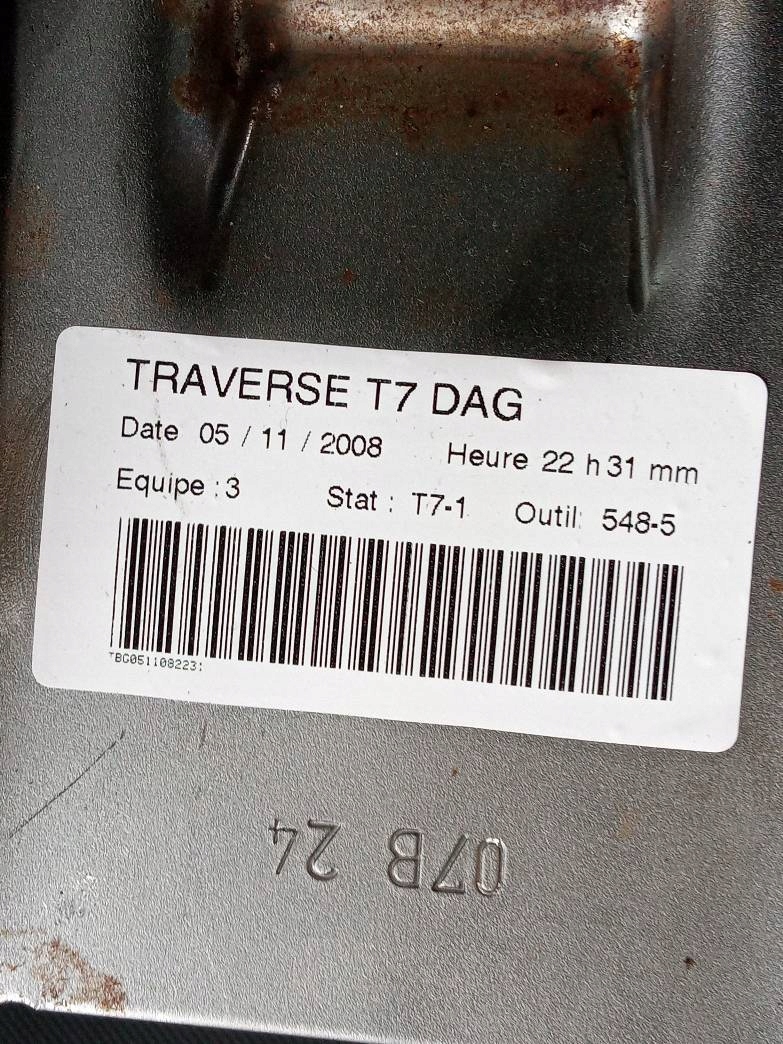 TRAVERSE T7 DAG
Date 05 / 11 / 2008 Heure 22 h 31 mm
Equipe : 3 Stat : T7-1 Outil: 548-5
07B 24